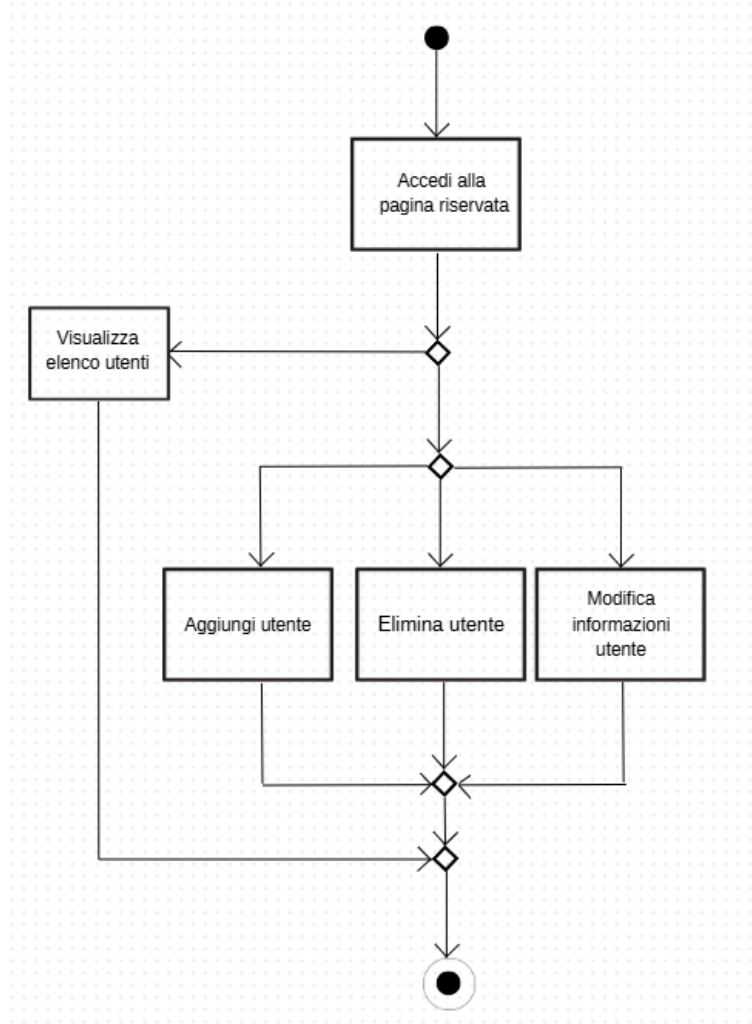 Accedi alla
pagina riservata
Visualizza
elenco utenti
Aggiungi utente
Elimina utente
Modifica
informazioni
utente